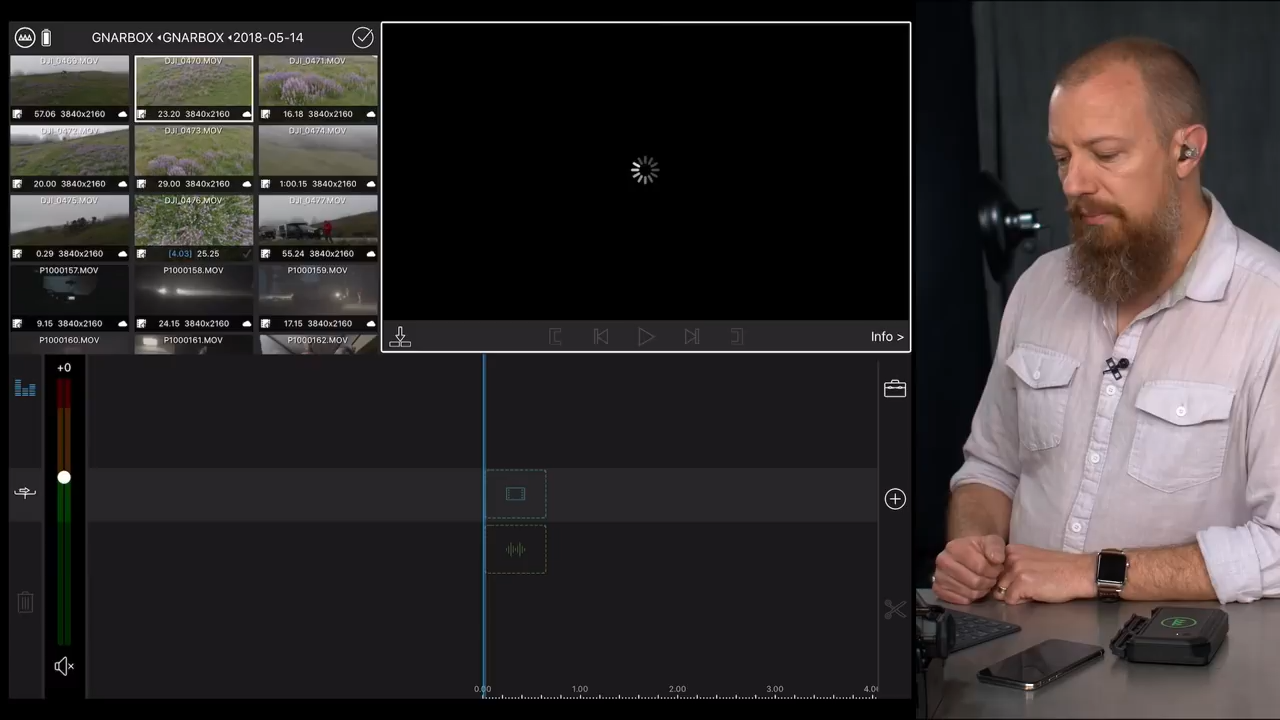 GNARBOX ◂GNARBOX ◂2018-05-14
DJI_0469.MOV DJI_0470.MOV DJI_0471.MOV
57.06 3840x2160 23.20 3840x2160 16.18 3840x2160
DJI_0472.MOV DJI_0473.MOV DJI_0474.MOV
20.00 3840x2160 29.00 3840x2160 1:00.15 3840x2160
DJI_0475.MOV DJI_0476.MOV DJI_0477.MOV
0.29 3840x2160 [4.03] 25.25 55.24 3840x2160
P1000157.MOV P1000158.MOV P1000159.MOV
9.15 3840x2160 24.15 3840x2160 17.15 3840x2160
P1000160.MOV P1000161.MOV P1000162.MOV
Info >
+0
0.00 1.00 2.00 3.00 4.0